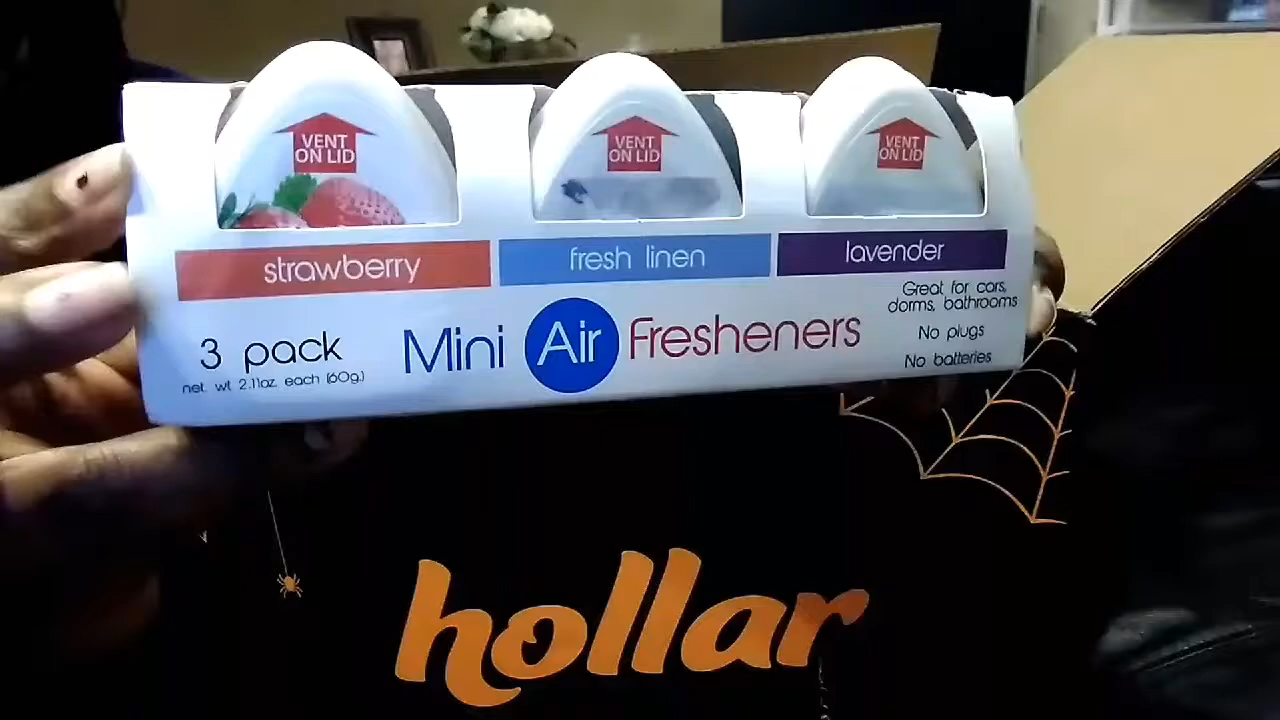 VENT
ON LID
VENT
ON LID
VENT
ON LID
strawberry
fresh linen
lavender
3 pack
net. wt 2.11oz. each (60g.)
Mini Air Fresheners
Great for cars,
dorms, bathrooms
No plugs
No batteries
hollar